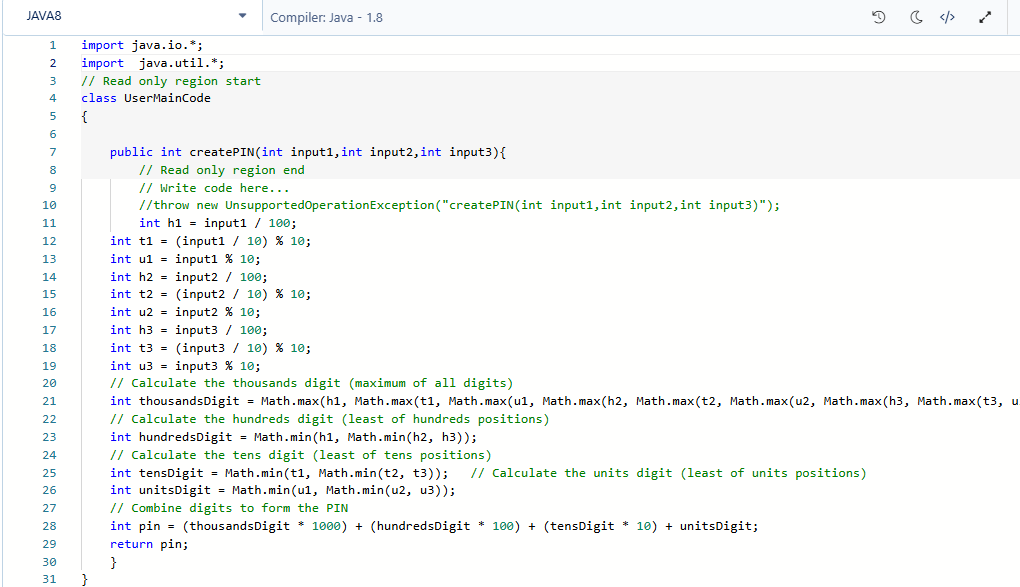 JAVA8
Compiler: Java - 1.8
</>
1 import java.io.*;
2 import  java.util.*;
3 // Read only region start
4 class UserMainCode
5 {
6
7     public int createPIN(int input1,int input2,int input3){
8         // Read only region end
9         // Write code here...
10         //throw new UnsupportedOperationException("createPIN(int input1,int input2,int input3)");
11         int h1 = input1 / 100;
12     int t1 = (input1 / 10) % 10;
13     int u1 = input1 % 10;
14     int h2 = input2 / 100;
15     int t2 = (input2 / 10) % 10;
16     int u2 = input2 % 10;
17     int h3 = input3 / 100;
18     int t3 = (input3 / 10) % 10;
19     int u3 = input3 % 10;
20     // Calculate the thousands digit (maximum of all digits)
21     int thousandsDigit = Math.max(h1, Math.max(t1, Math.max(u1, Math.max(h2, Math.max(t2, Math.max(u2, Math.max(h3, Math.max(t3, u
22     // Calculate the hundreds digit (least of hundreds positions)
23     int hundredsDigit = Math.min(h1, Math.min(h2, h3));
24     // Calculate the tens digit (least of tens positions)
25     int tensDigit = Math.min(t1, Math.min(t2, t3));   // Calculate the units digit (least of units positions)
26     int unitsDigit = Math.min(u1, Math.min(u2, u3));
27     // Combine digits to form the PIN
28     int pin = (thousandsDigit * 1000) + (hundredsDigit * 100) + (tensDigit * 10) + unitsDigit;
29     return pin;
30     }
31 }